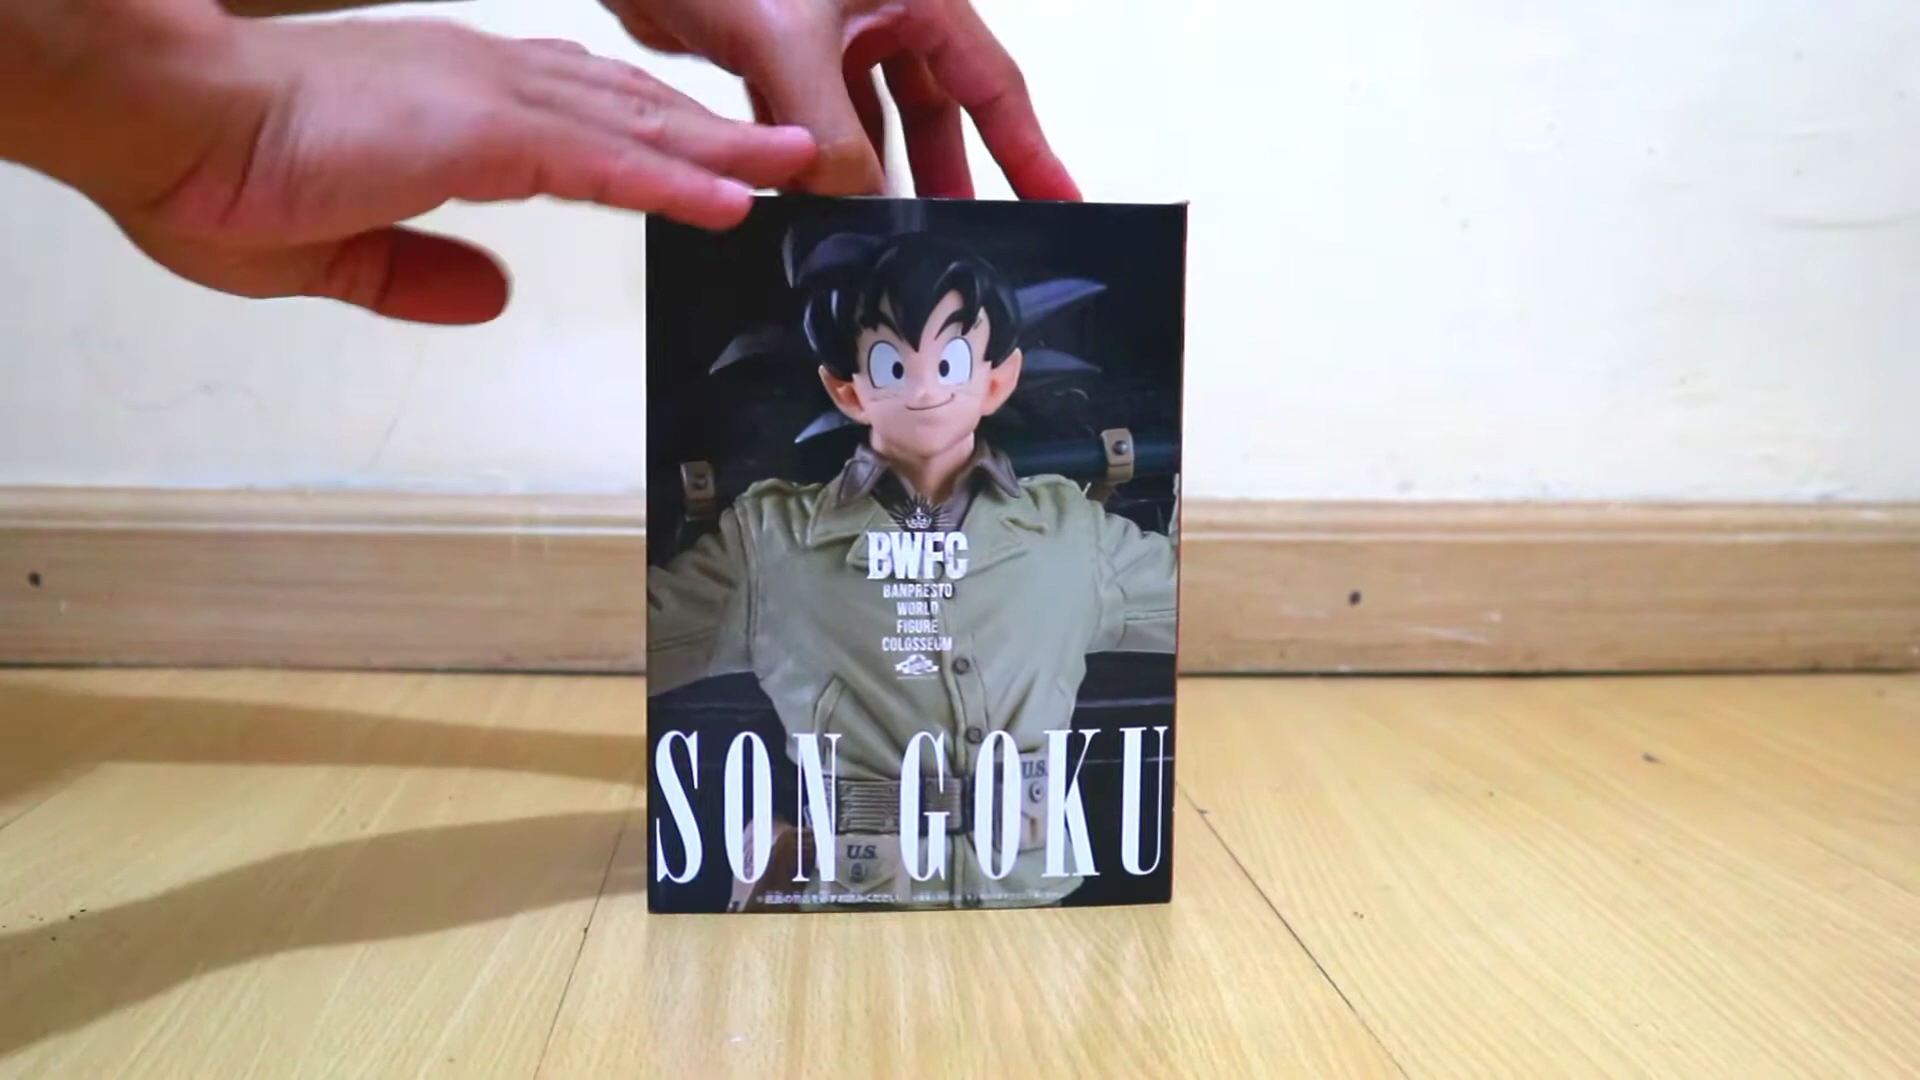 BWFC
BANPRESTO
WORLD
FIGURE
COLOSSEUM
SON GOKU
U.S.
U.S.